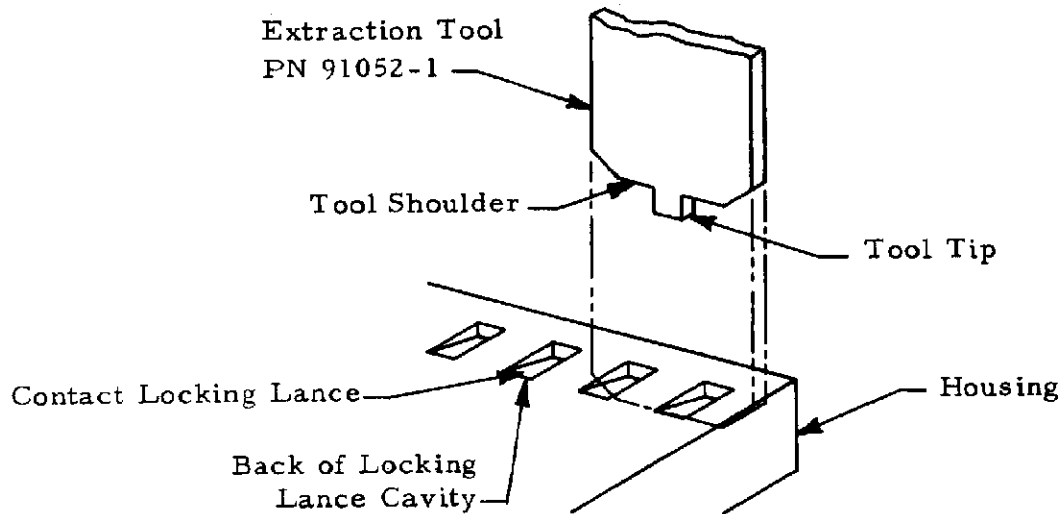 Extraction Tool
PN 91052-1
Tool Shoulder
Tool Tip
Contact Locking Lance
Housing
Back of Locking
Lance Cavity